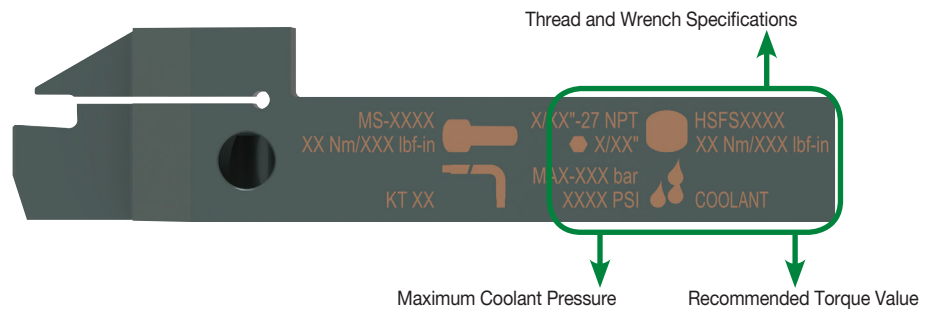 Thread and Wrench Specifications
MS-XXXX
XX Nm/XXX lbf-in
KT XX
X/XX"-27 NPT
X/XX"
MAX-XXX bar
XXXX PSI
HSFSXXXX
XX Nm/XXX lbf-in
COOLANT
Maximum Coolant Pressure
Recommended Torque Value